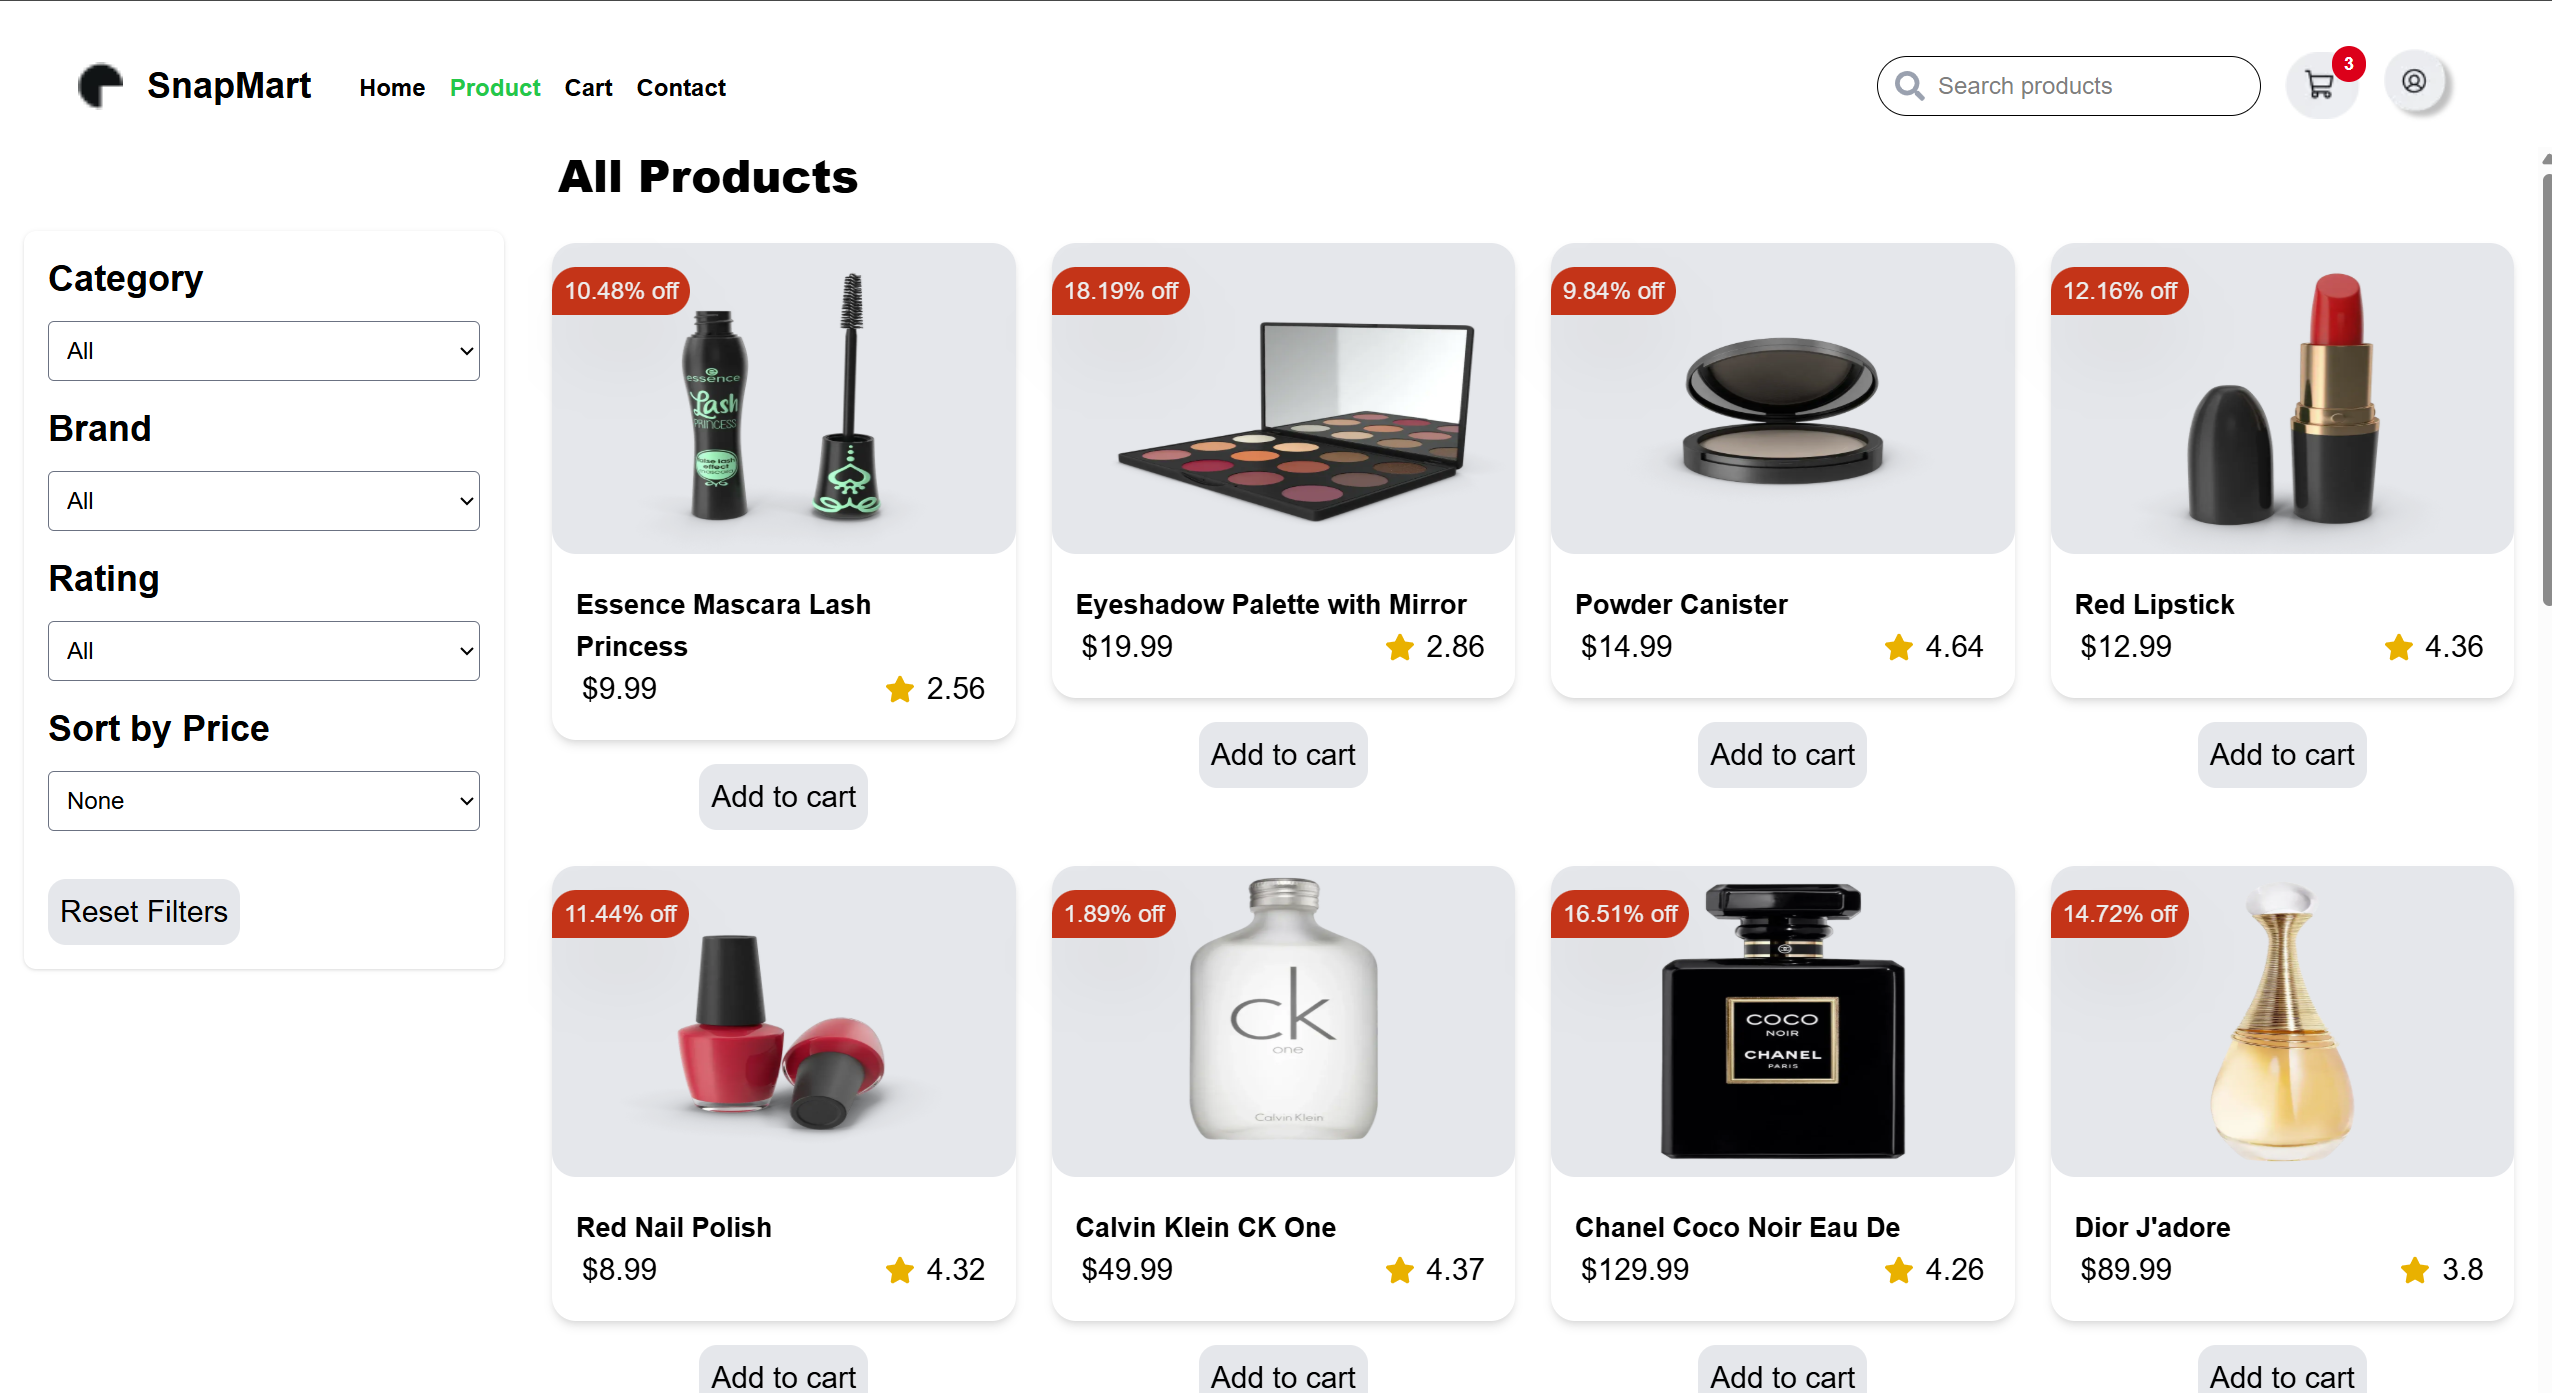 SnapMart
Home Product Cart Contact
Search products
3
All Products
Category
All
Brand
All
Rating
All
Sort by Price
None
Reset Filters
10.48% off
essence
Lash
PRINCESS
false lash
effect
mascara
Essence Mascara Lash
Princess
$9.99 2.56
Add to cart
18.19% off
Eyeshadow Palette with Mirror
$19.99 2.86
Add to cart
9.84% off
Powder Canister
$14.99 4.64
Add to cart
12.16% off
Red Lipstick
$12.99 4.36
Add to cart
11.44% off
Red Nail Polish
$8.99 4.32
Add to cart
1.89% off
ck
one
Calvin Klein
Calvin Klein CK One
$49.99 4.37
Add to cart
16.51% off
COCO
NOIR
CHANEL
PARIS
Chanel Coco Noir Eau De
$129.99 4.26
Add to cart
14.72% off
Dior J'adore
$89.99 3.8
Add to cart